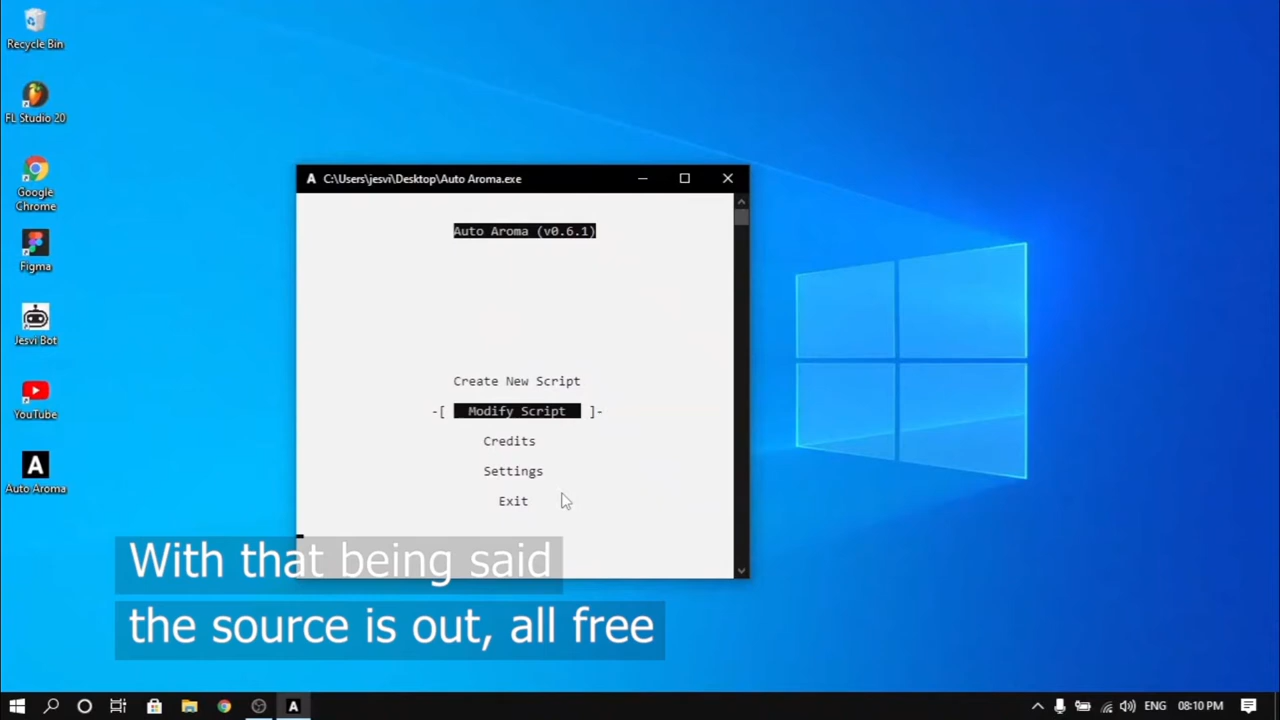 Recycle Bin
FL Studio 20
Google
Chrome
Figma
Jesvi Bot
YouTube
A
Auto Aroma
A C:\Users\jesvi\Desktop\Auto Aroma.exe
Auto Aroma (v0.6.1)
Create New Script
-[ Modify Script ]-
Credits
Settings
Exit
With that being said
the source is out, all free
A
ENG
08:10 PM